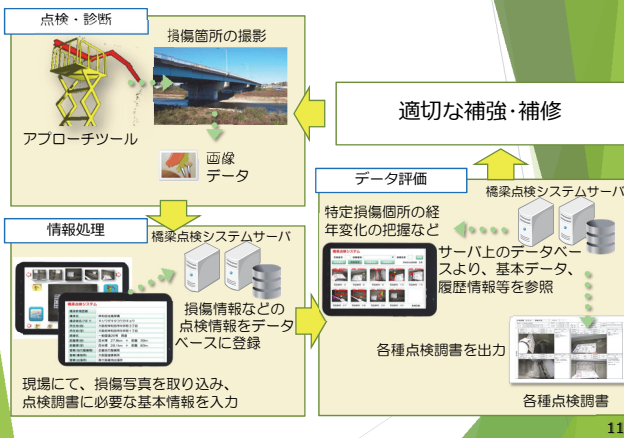 点検・診断
損傷箇所の撮影
アプローチツール
画像
データ
適切な補強・補修
情報処理
橋梁点検システムサーバ
損傷情報などの
点検情報をデータ
ベースに登録
現場にて、損傷写真を取り込み、
点検調書に必要な基本情報を入力
データ評価
橋梁点検システムサーバ
特定損傷個所の経
年変化の把握など
サーバ上のデータベー
スより、基本データ、
履歴情報等を参照
各種点検調書を出力
各種点検調書
11